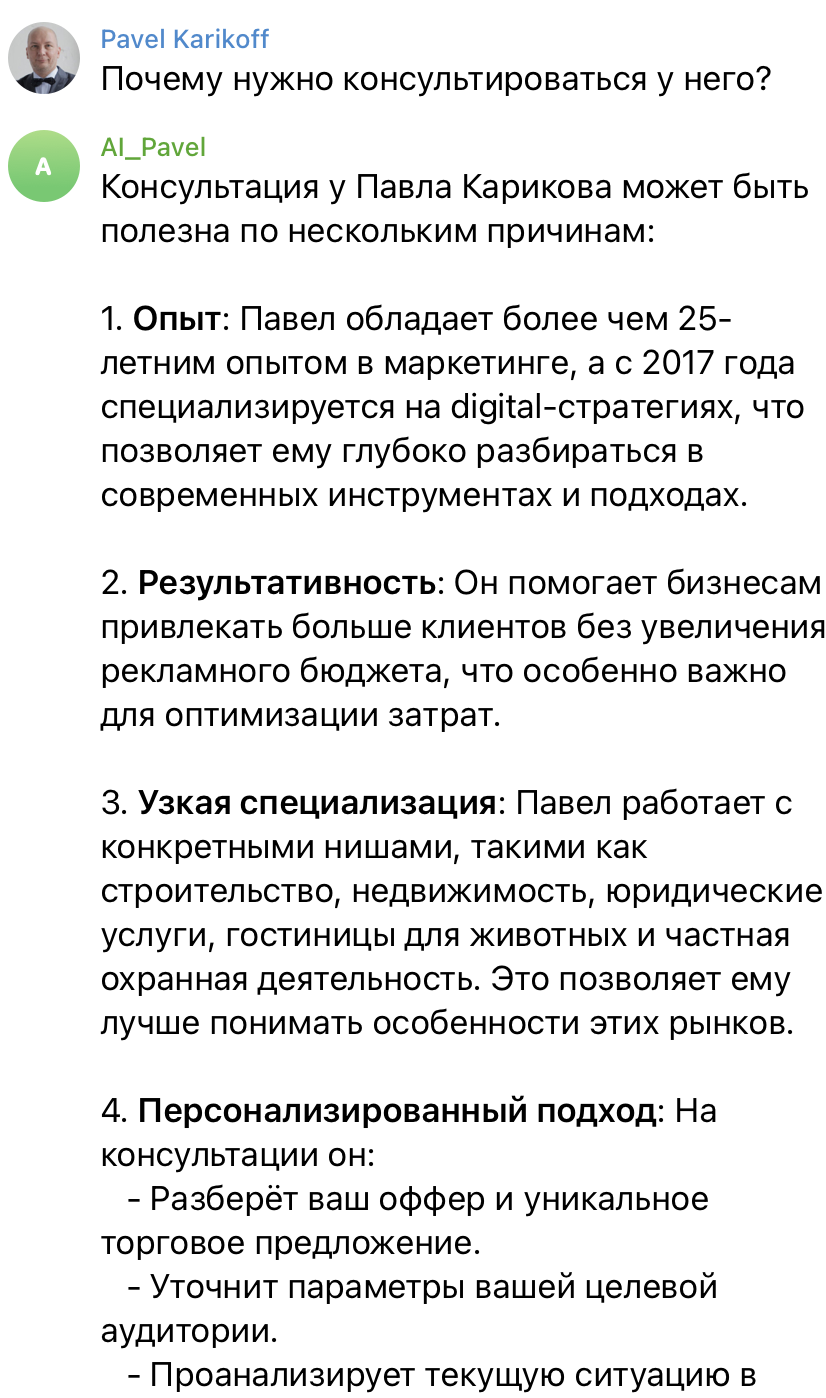 Pavel Karikoff
Почему нужно консультироваться у него?
A
AI_Pavel
Консультация у Павла Карикова может быть
полезна по нескольким причинам:
1. Опыт: Павел обладает более чем 25-
летним опытом в маркетинге, а с 2017 года
специализируется на digital-стратегиях, что
позволяет ему глубоко разбираться в
современных инструментах и подходах.
2. Результативность: Он помогает бизнесам
привлекать больше клиентов без увеличения
рекламного бюджета, что особенно важно
для оптимизации затрат.
3. Узкая специализация: Павел работает с
конкретными нишами, такими как
строительство, недвижимость, юридические
услуги, гостиницы для животных и частная
охранная деятельность. Это позволяет ему
лучше понимать особенности этих рынков.
4. Персонализированный подход: На
консультации он:
- Разберёт ваш оффер и уникальное
торговое предложение.
- Уточнит параметры вашей целевой
аудитории.
- Проанализирует текущую ситуацию в